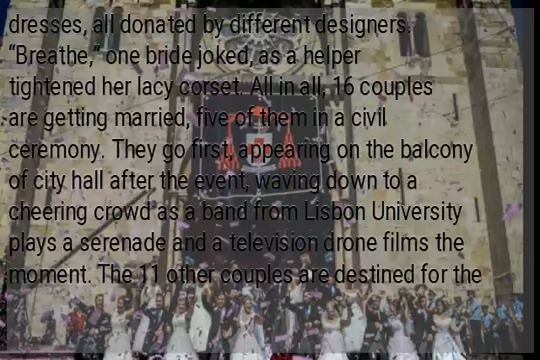 dresses, all donated by different designers.
“Breathe,” one bride joked, as a helper
tightened her lacy corset. All in all, 16 couples
are getting married, five of them in a civil
ceremony. They go first, appearing on the balcony
of city hall after the event, waving down to a
cheering crowd as a band from Lisbon University
plays a serenade and a television drone films the
moment. The 11 other couples are destined for the